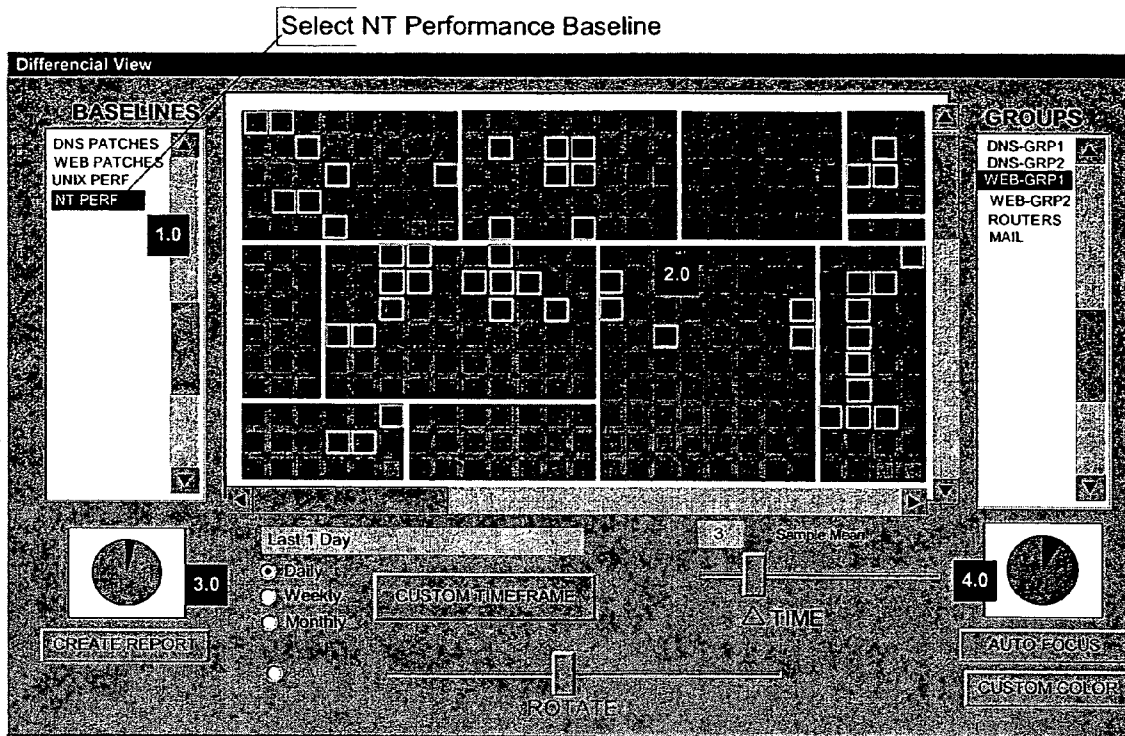 Select NT Performance Baseline
Differencial View
BASELINES
DNS PATCHES
WEB PATCHES
UNIX PERF
NT PERF
1.0
2.0
GROUPS
DNS-GRP1
DNS-GRP2
WEB-GRP1
WEB-GRP2
ROUTERS
MAIL
3.0
CREATE REPORT
Last 1 Day
Daily
Weekly
Monthly
CUSTOM TIMEFRAME
3
Sample Mean
△ TIME
ROTATE
4.0
AUTO FOCUS
CUSTOM COLOR